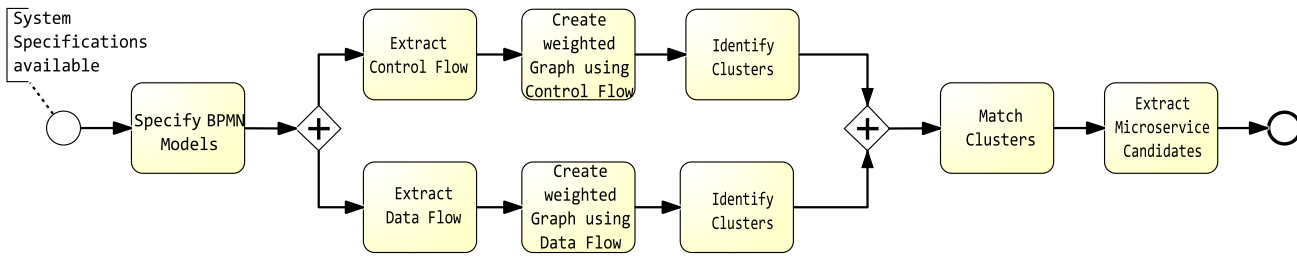 System
Specifications
available
Specify BPMN
Models
Extract
Control Flow
Create
weighted
Graph using
Control Flow
Identify
Clusters
Extract
Data Flow
Create
weighted
Graph using
Data Flow
Identify
Clusters
Match
Clusters
Extract
Microservice
Candidates